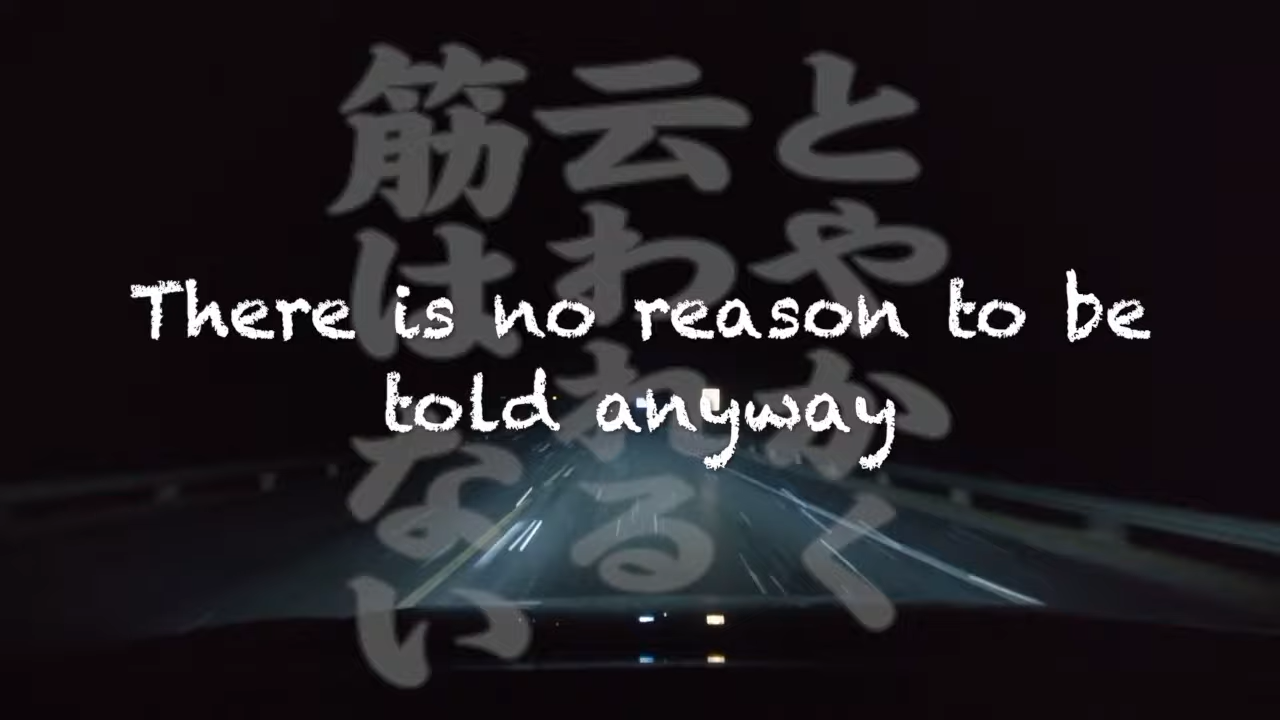 とやかく
云われる
筋はない
There is no reason to be
told anyway